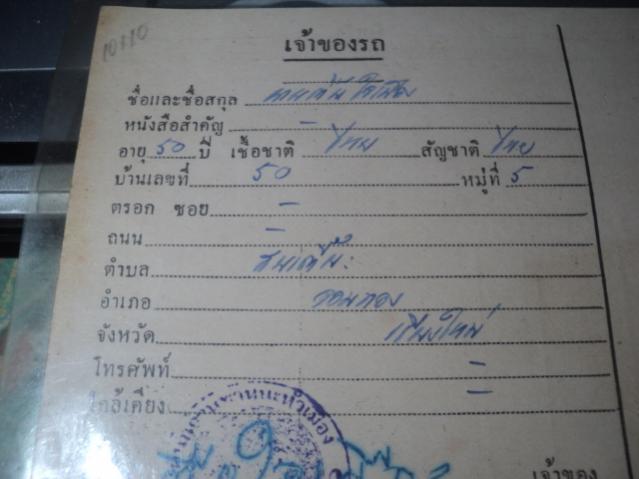 10110
เจ้าของรถ
ชื่อและชื่อสกุล
หนังสือสำคัญ -
อายุ 50 ปี เชื้อชาติ ไทย สัญชาติ ไทย
บ้านเลขที่ 50 หมู่ที่ 5
ตรอก ซอย -
ถนน -
ตำบล สบเตี๊ยะ
อำเภอ จอมทอง
จังหวัด เชียงใหม่
โทรศัพท์ -
ใกล้เคียง -
เจ้าของ